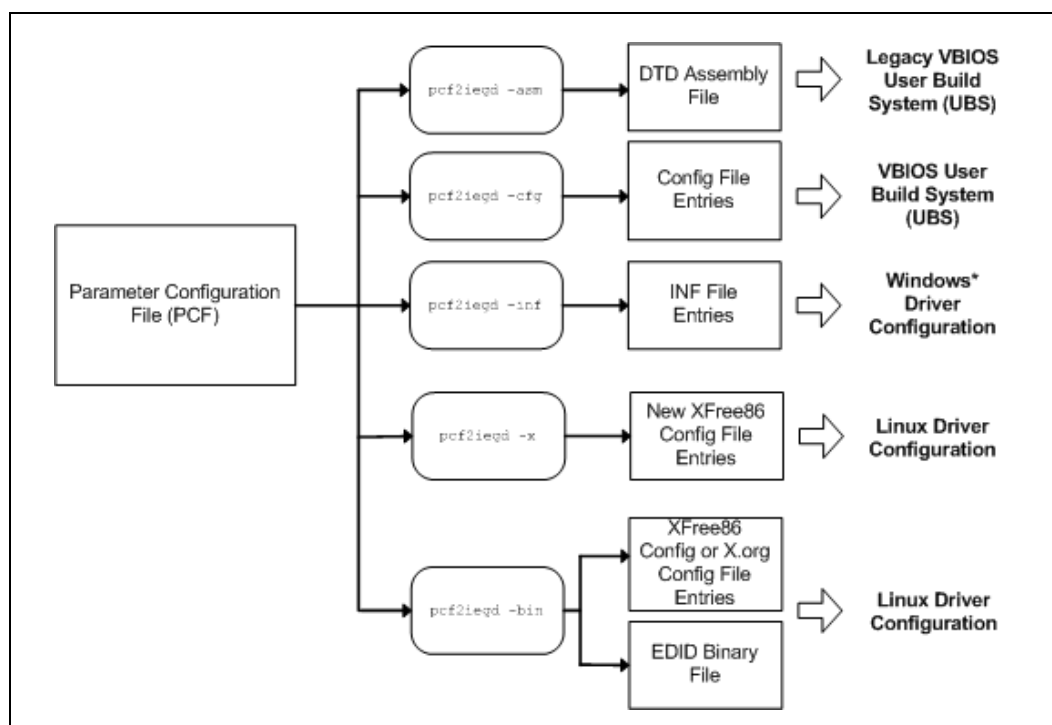 Parameter Configuration
File (PCF)
pcf2iegd -asm
DTD Assembly
File
Legacy VBIOS
User Build
System (UBS)
pcf2iegd -cfg
Config File
Entries
VBIOS User
Build System
(UBS)
pcf2iegd -inf
INF File
Entries
Windows*
Driver
Configuration
pcf2iegd -x
New XFree86
Config File
Entries
Linux Driver
Configuration
pcf2iegd -bin
XFree86
Config or X.org
Config File
Entries
EDID Binary
File
Linux Driver
Configuration